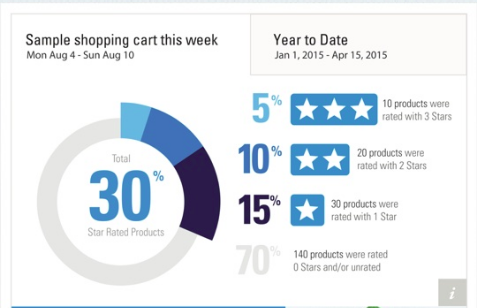 Sample shopping cart this week
Mon Aug 4 - Sun Aug 10
Year to Date
Jan 1, 2015 - Apr 15, 2015
Total
30%
Star Rated Products
5%
10 products were
rated with 3 Stars
10%
20 products were
rated with 2 Stars
15%
30 products were
rated with 1 Star
70%
140 products were rated
0 Stars and/or unrated
i